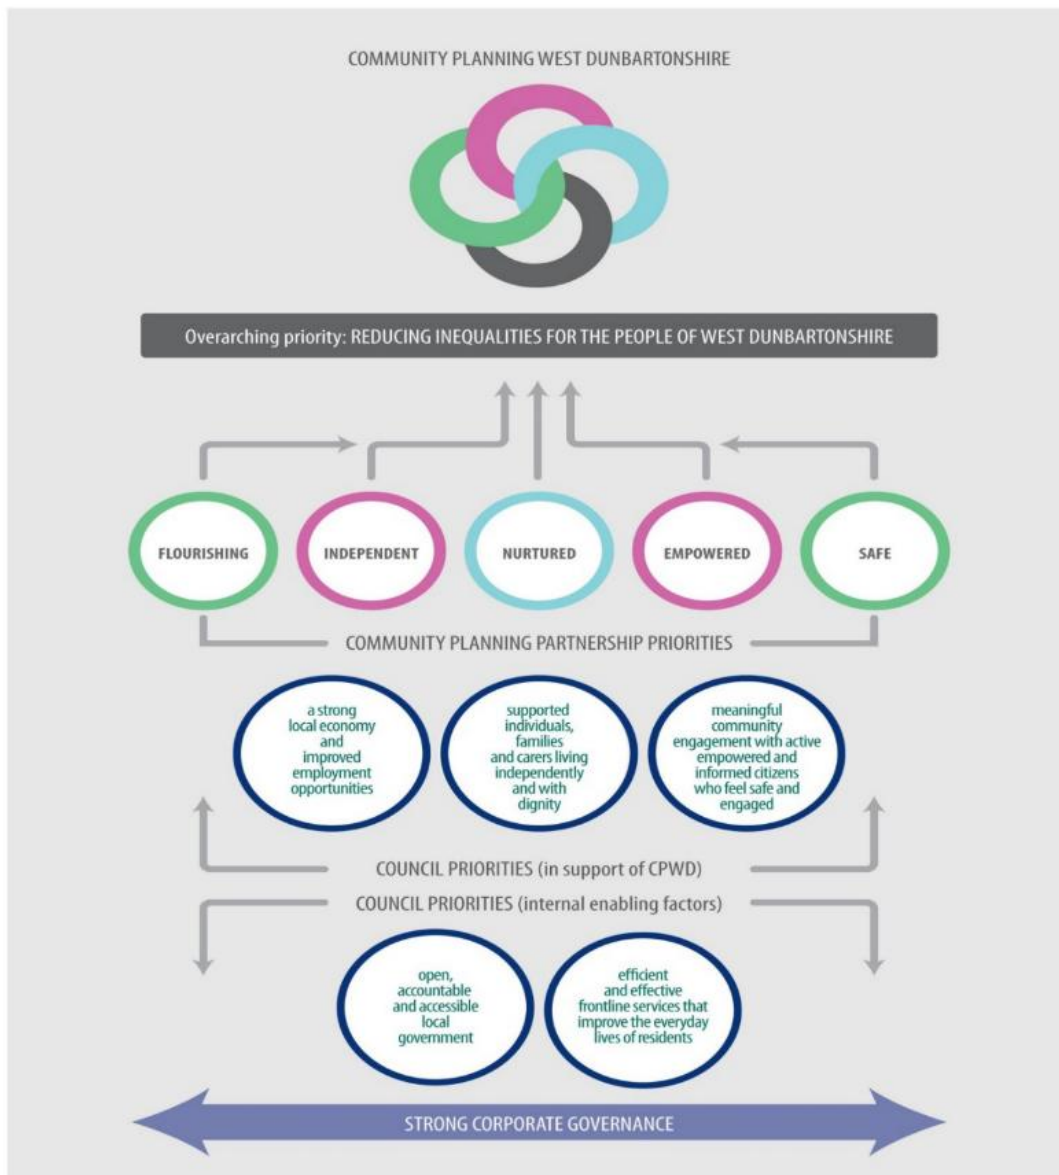 COMMUNITY PLANNING WEST DUNBARTONSHIRE
Overarching priority: REDUCING INEQUALITIES FOR THE PEOPLE OF WEST DUNBARTONSHIRE
FLOURISHING
INDEPENDENT
NURTURED
EMPOWERED
SAFE
COMMUNITY PLANNING PARTNERSHIP PRIORITIES
a strong
local economy
and
improved
employment
opportunities
supported
individuals,
families
and carers living
independently
and with
dignity
meaningful
community
engagement with active
empowered and
informed citizens
who feel safe and
engaged
COUNCIL PRIORITIES (in support of CPWD)
COUNCIL PRIORITIES (internal enabling factors)
open,
accountable
and accessible
local
government
efficient
and effective
frontline services that
improve the everyday
lives of residents
STRONG CORPORATE GOVERNANCE